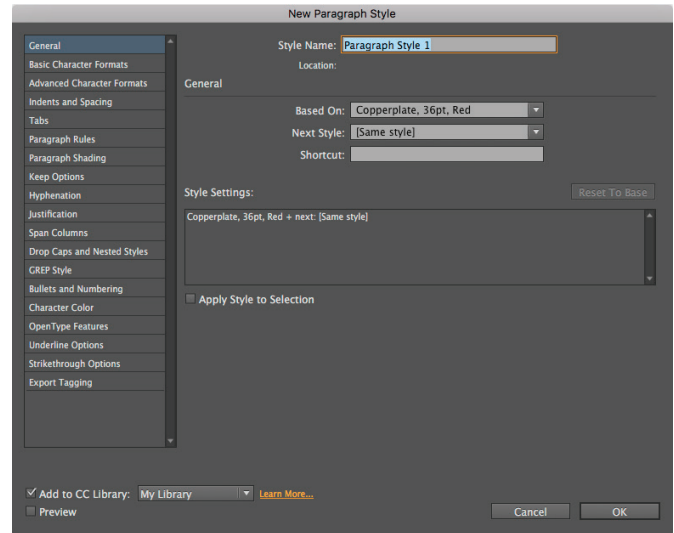 New Paragraph Style
General
Basic Character Formats
Advanced Character Formats
Indents and Spacing
Tabs
Paragraph Rules
Paragraph Shading
Keep Options
Hyphenation
Justification
Span Columns
Drop Caps and Nested Styles
GREP Style
Bullets and Numbering
Character Color
OpenType Features
Underline Options
Strikethrough Options
Export Tagging
Style Name: Paragraph Style 1
Location:
General
Based On: Copperplate, 36pt, Red
Next Style: [Same style]
Shortcut:
Style Settings: Reset To Base
Copperplate, 36pt, Red + next: [Same style]
Apply Style to Selection
Add to CC Library: My Library Learn More...
Preview
Cancel OK